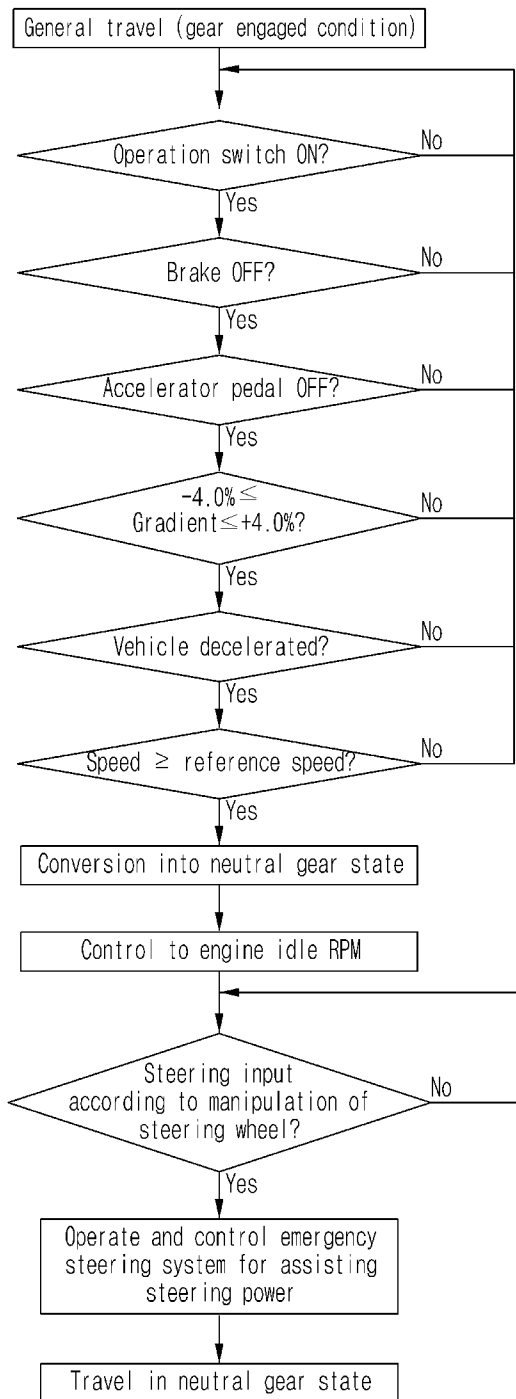 General travel (gear engaged condition)
Operation switch ON?
No
Yes
Brake OFF?
No
Yes
Accelerator pedal OFF?
No
Yes
-4.0%≤
Gradient≤+4.0%?
No
Yes
Vehicle decelerated?
No
Yes
Speed ≥ reference speed?
No
Yes
Conversion into neutral gear state
Control to engine idle RPM
Steering input
according to manipulation of
steering wheel?
No
Yes
Operate and control emergency
steering system for assisting
steering power
Travel in neutral gear state